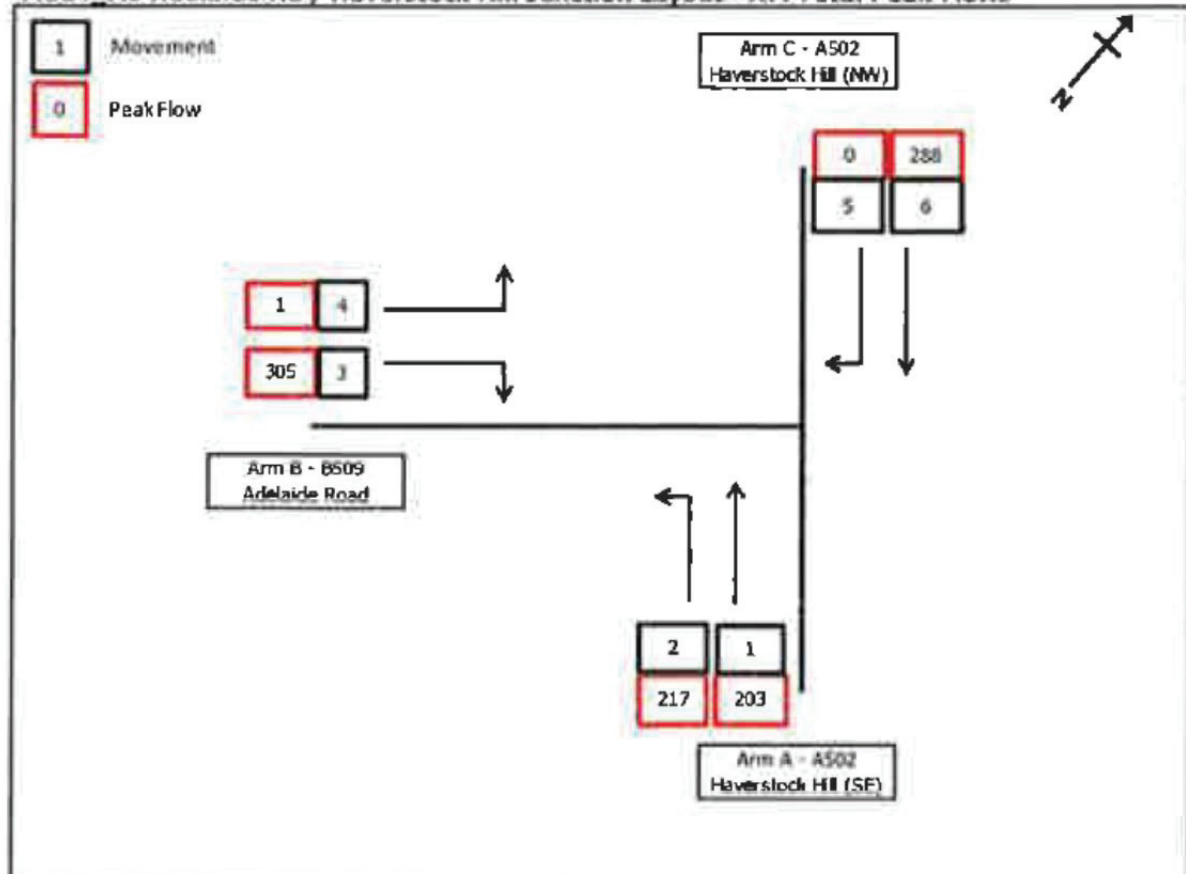 1 Movement
0 Peak Flow
Arm C - A502
Haverstock Hill (NW)
N
0 288
5 6
1 4
305 3
Arm B - B509
Adelaide Road
2 1
217 203
Arm A - A502
Haverstock Hill (SE)